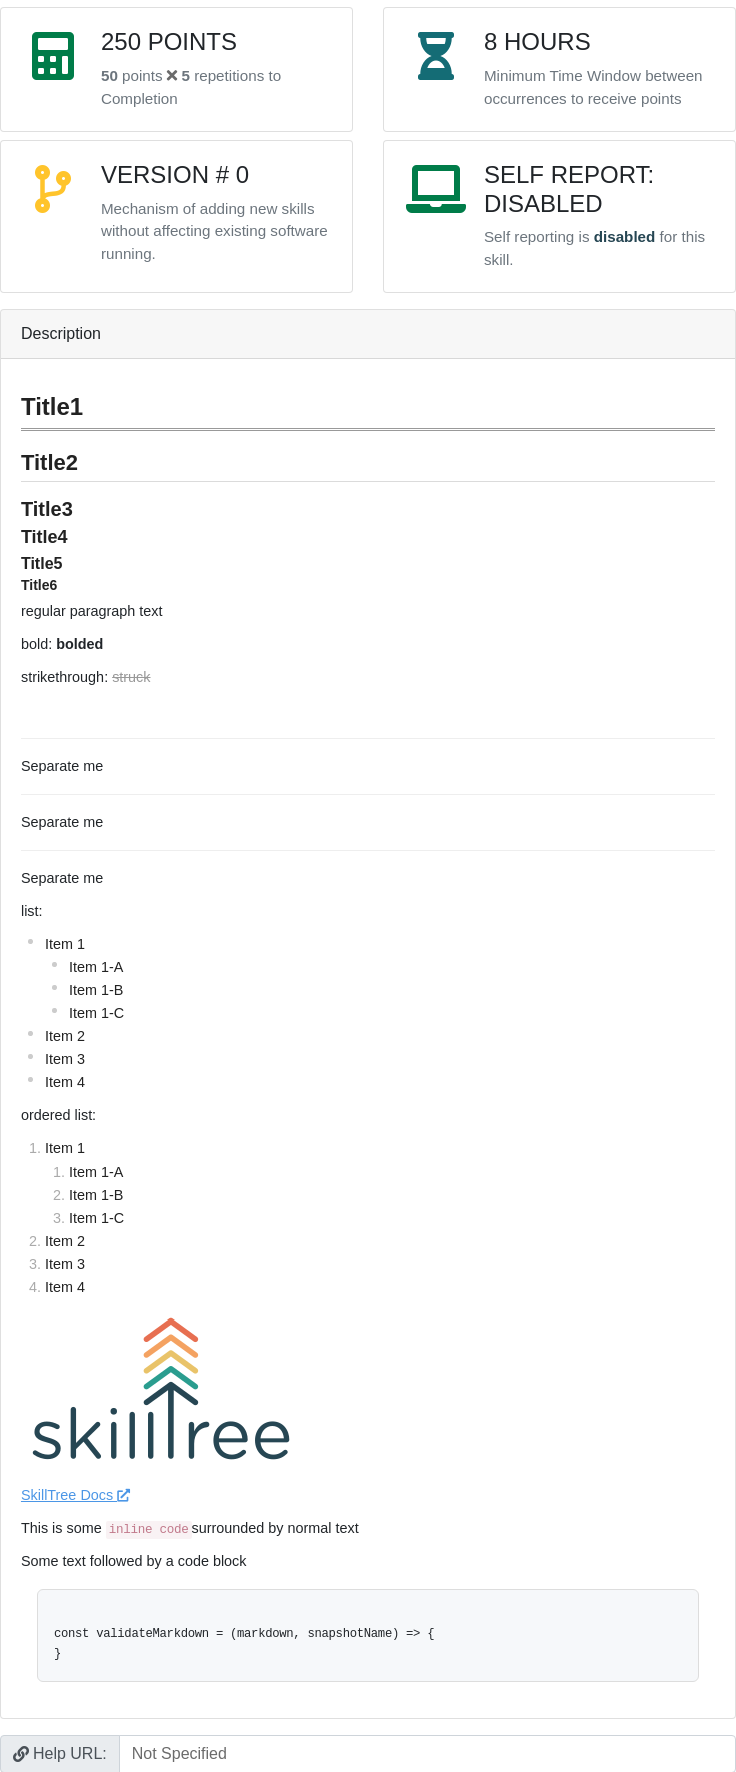 250 POINTS
50 points × 5 repetitions to
Completion
8 HOURS
Minimum Time Window between
occurrences to receive points
VERSION # 0
Mechanism of adding new skills
without affecting existing software
running.
SELF REPORT:
DISABLED
Self reporting is disabled for this
skill.
Description
Title1
Title2
Title3
Title4
Title5
Title6
regular paragraph text
bold: bolded
strikethrough: struck
Separate me
Separate me
Separate me
list:
Item 1
Item 1-A
Item 1-B
Item 1-C
Item 2
Item 3
Item 4
ordered list:
1. Item 1
1. Item 1-A
2. Item 1-B
3. Item 1-C
2. Item 2
3. Item 3
4. Item 4
skillTree
SkillTree Docs
This is some inline code surrounded by normal text
Some text followed by a code block
const validateMarkdown = (markdown, snapshotName) => {
}
Help URL: Not Specified